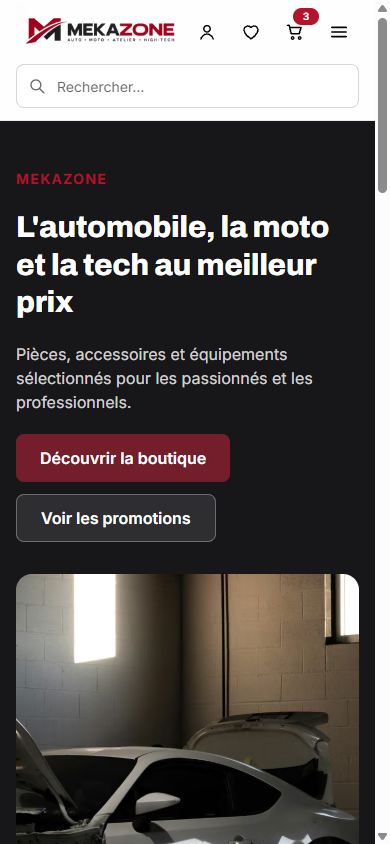 MEKAZONE
AUTO • MOTO • ATELIER • HIGH-TECH
3
Rechercher...
MEKAZONE
L'automobile, la moto
et la tech au meilleur
prix
Pièces, accessoires et équipements
sélectionnés pour les passionnés et les
professionnels.
Découvrir la boutique
Voir les promotions